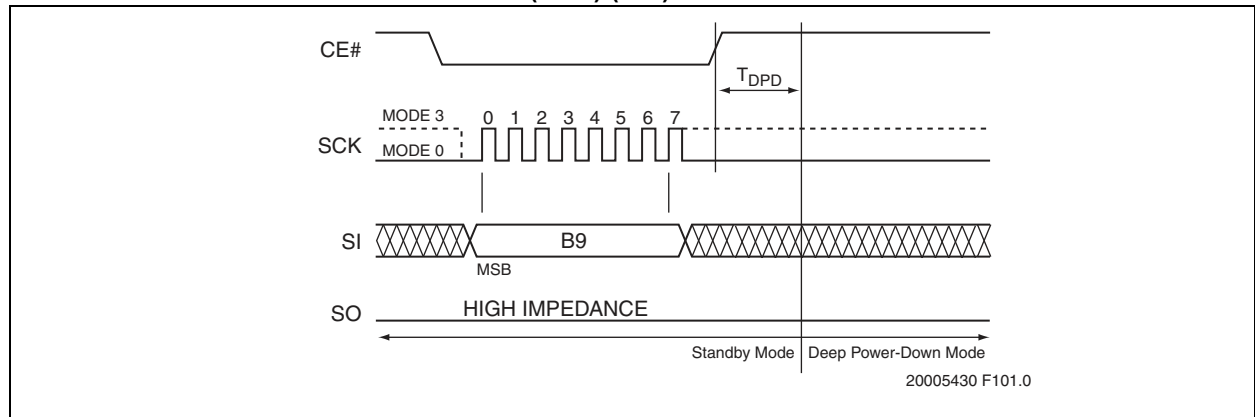 CE#
TDPD
MODE 3
0 1 2 3 4 5 6 7
SCK
MODE 0
SI
B9
MSB
SO
HIGH IMPEDANCE
Standby Mode
Deep Power-Down Mode
20005430 F101.0